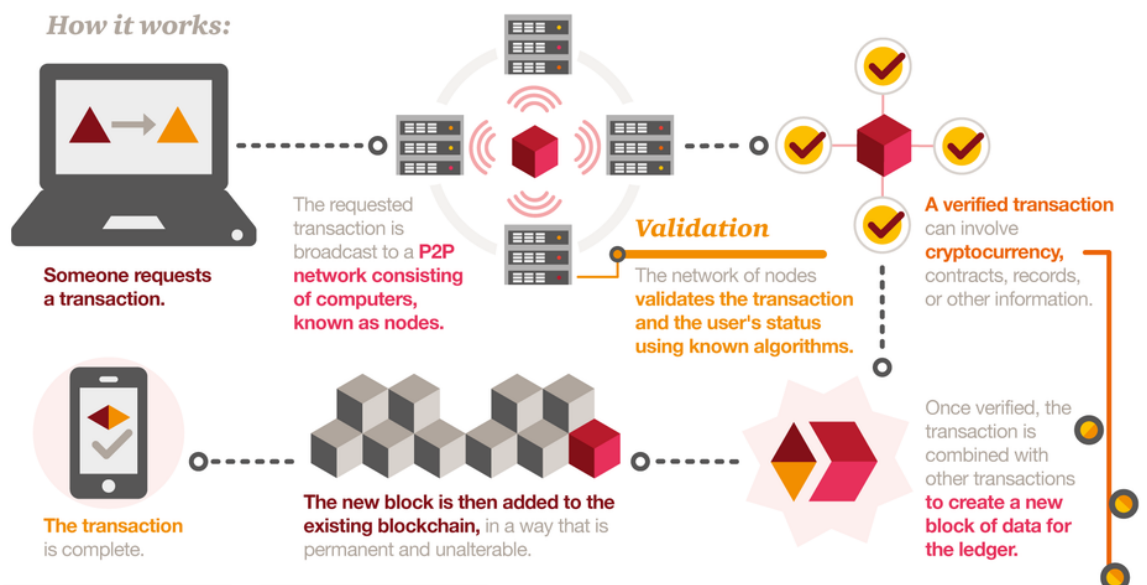 How it works:
Someone requests
a transaction.
The requested
transaction is
broadcast to a P2P
network consisting
of computers,
known as nodes.
Validation
The network of nodes
validates the transaction
and the user's status
using known algorithms.
A verified transaction
can involve
cryptocurrency,
contracts, records,
or other information.
Once verified, the
transaction is
combined with
other transactions
to create a new
block of data for
the ledger.
The new block is then added to the
existing blockchain, in a way that is
permanent and unalterable.
The transaction
is complete.